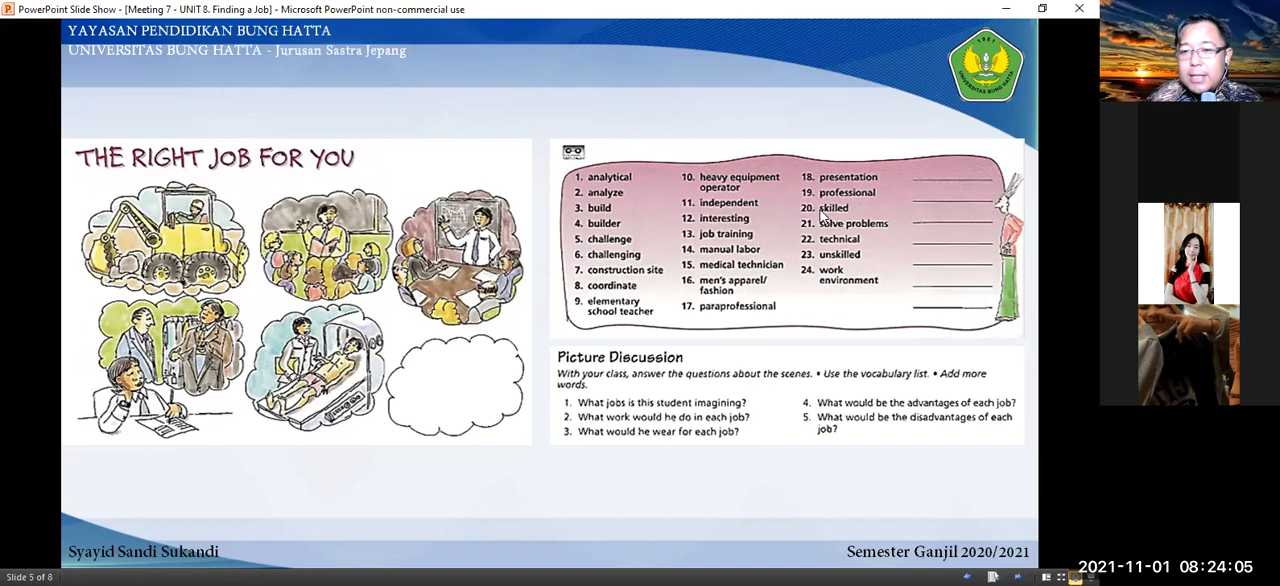 PowerPoint Slide Show - [Meeting 7 - UNIT 8. Finding a Job] - Microsoft PowerPoint non-commercial use
YAYASAN PENDIDIKAN BUNG HATTA
UNIVERSITAS BUNG HATTA - Jurusan Sastra Jepang
1981
UNIVERSITAS BUNG HATTA
THE RIGHT JOB FOR YOU
1. analytical
2. analyze
3. build
4. builder
5. challenge
6. challenging
7. construction site
8. coordinate
9. elementary
school teacher
10. heavy equipment
operator
11. independent
12. interesting
13. job training
14. manual labor
15. medical technician
16. men's apparel/
fashion
17. paraprofessional
18. presentation
19. professional
20. skilled
21. solve problems
22. technical
23. unskilled
24. work
environment
Picture Discussion
With your class, answer the questions about the scenes. • Use the vocabulary list. • Add more
words.
1. What jobs is this student imagining?
2. What work would he do in each job?
3. What would he wear for each job?
4. What would be the advantages of each job?
5. What would be the disadvantages of each
job?
Syayid Sandi Sukandi
Semester Ganjil 2020/2021
Slide 5 of 8
2021-11-01 08:24:05